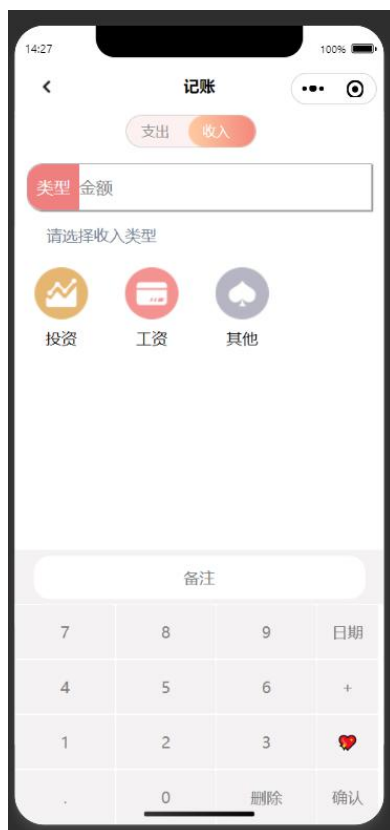 14:27 100%
记账
支出 收入
类型 金额
请选择收入类型
投资 工资 其他
备注
7 8 9 日期
4 5 6 +
1 2 3
. 0 删除 确认